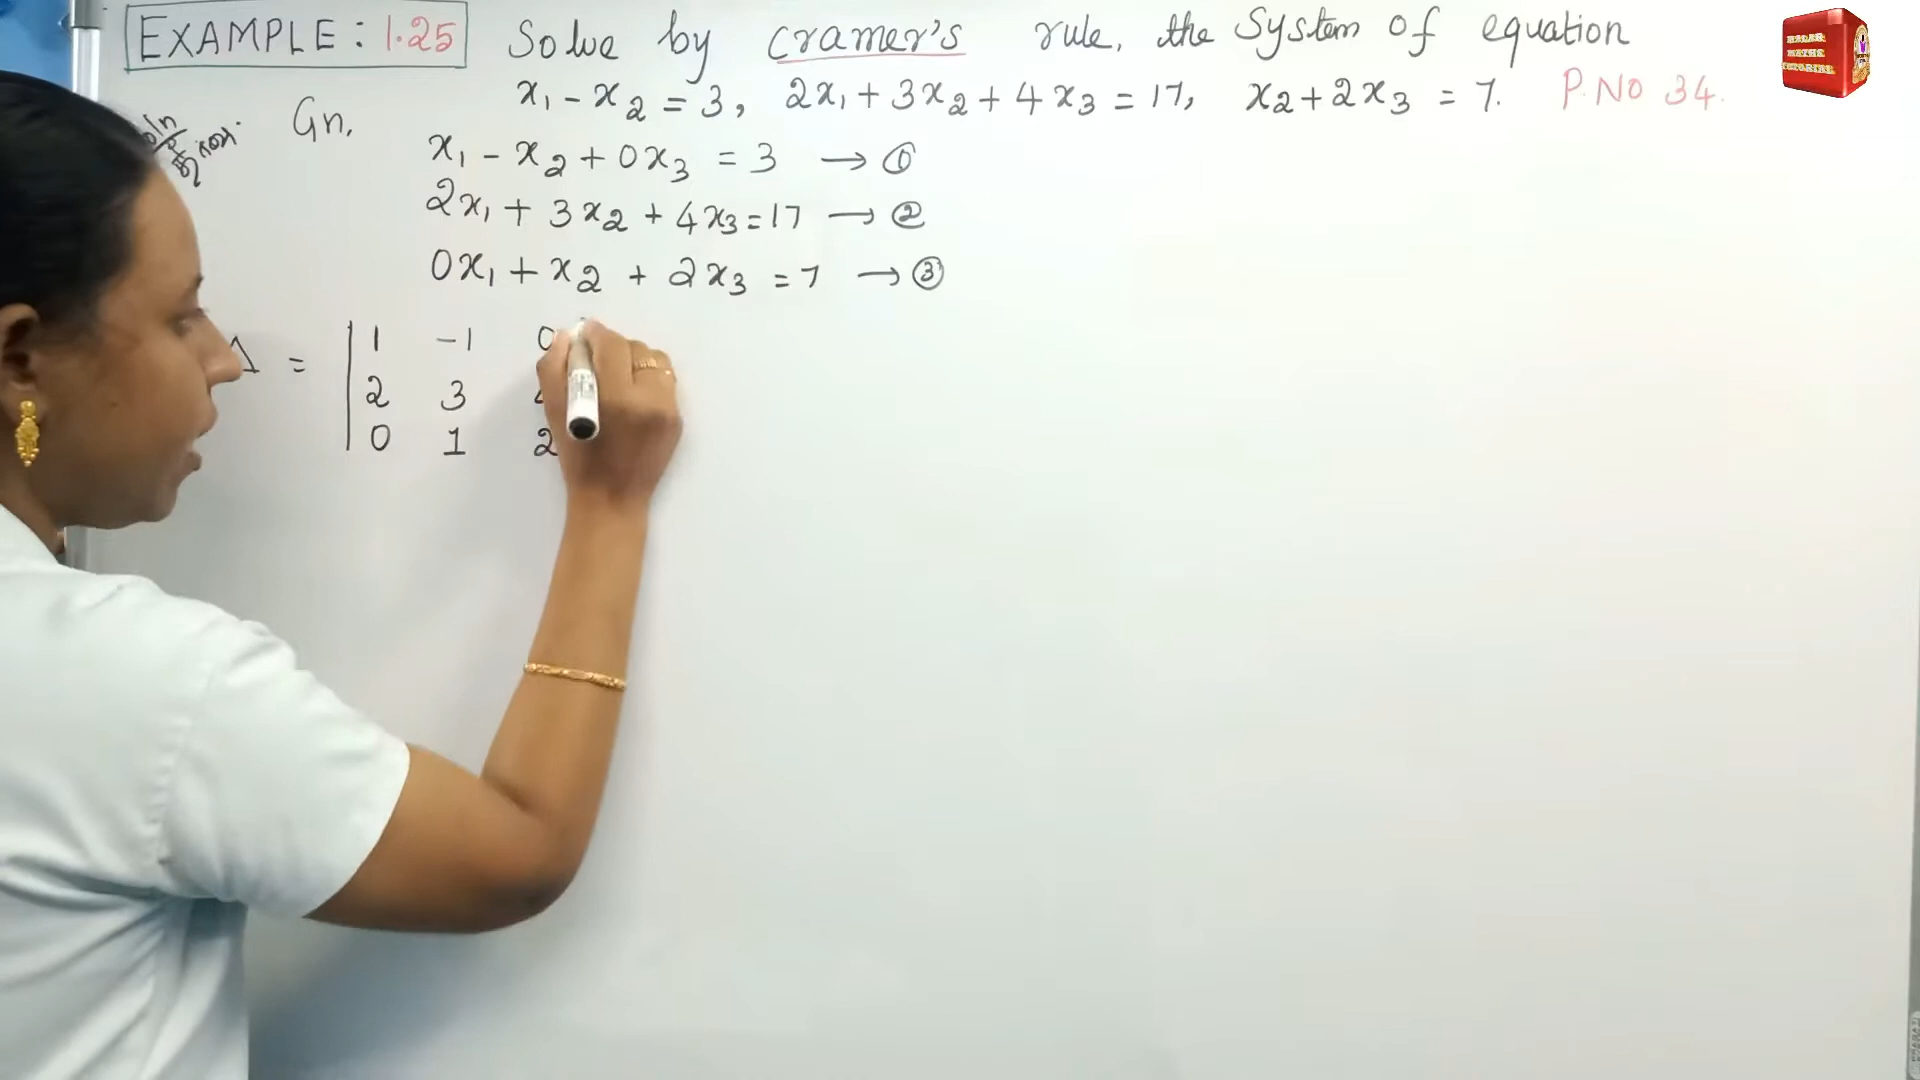 EXAMPLE: 1.25 Solve by Cramer's rule, the System of equation
x₁ - x₂ = 3, 2x₁ + 3x₂ + 4x₃ = 17, x₂ + 2x₃ = 7. P.NO 34.
Gn.
x₁ - x₂ + 0x₃ = 3 → ①
2x₁ + 3x₂ + 4x₃ = 17 → ②
0x₁ + x₂ + 2x₃ = 7 → ③
Δ = | 1 -1 0
2 3
0 1 2